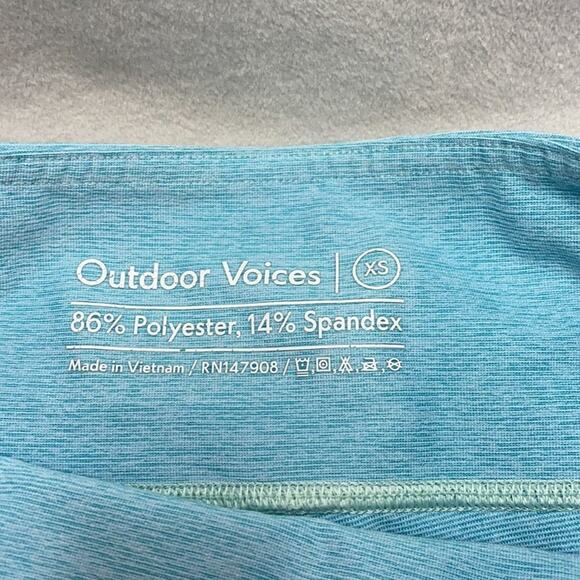 Outdoor Voices | XS
86% Polyester, 14% Spandex
Made in Vietnam / RN147908 /